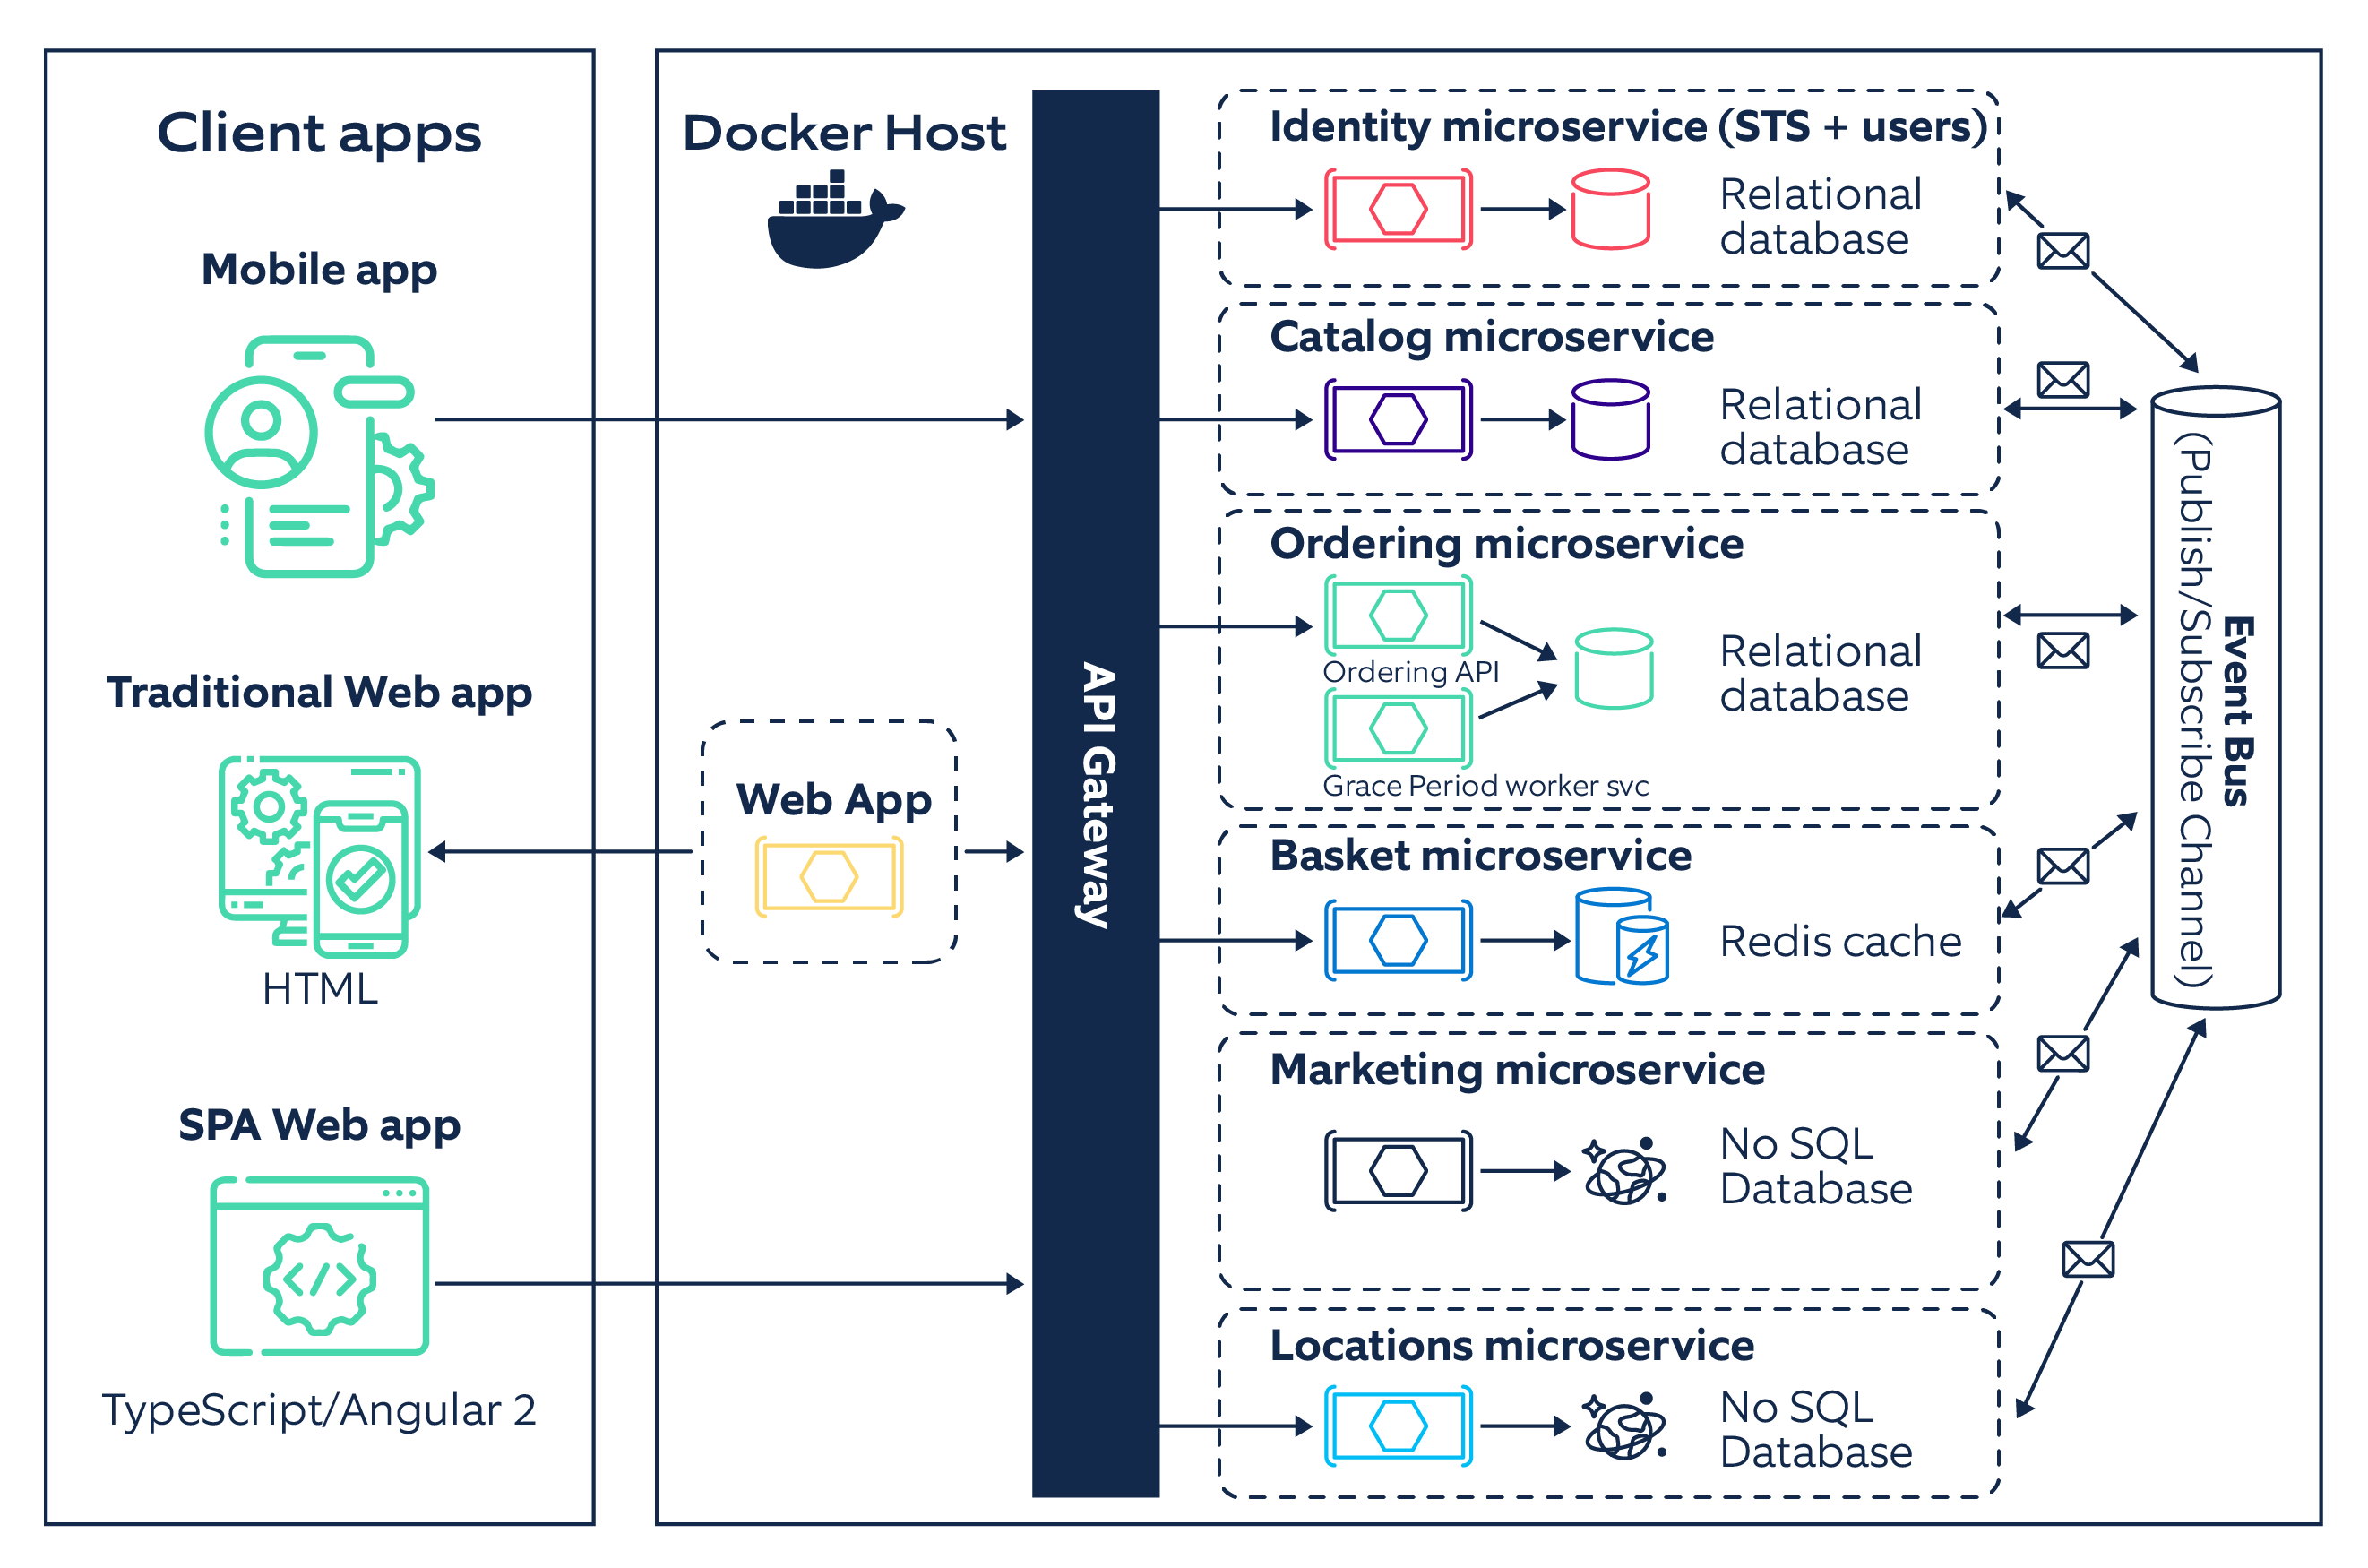 Client apps
Mobile app
Traditional Web app
HTML
SPA Web app
TypeScript/Angular 2
Docker Host
Web App
API Gateway
Identity microservice (STS + users)
Relational
database
Catalog microservice
Relational
database
Ordering microservice
Ordering API
Relational
database
Grace Period worker svc
Basket microservice
Redis cache
Marketing microservice
No SQL
Database
Locations microservice
No SQL
Database
Event Bus
(Publish/Subscribe Channel)